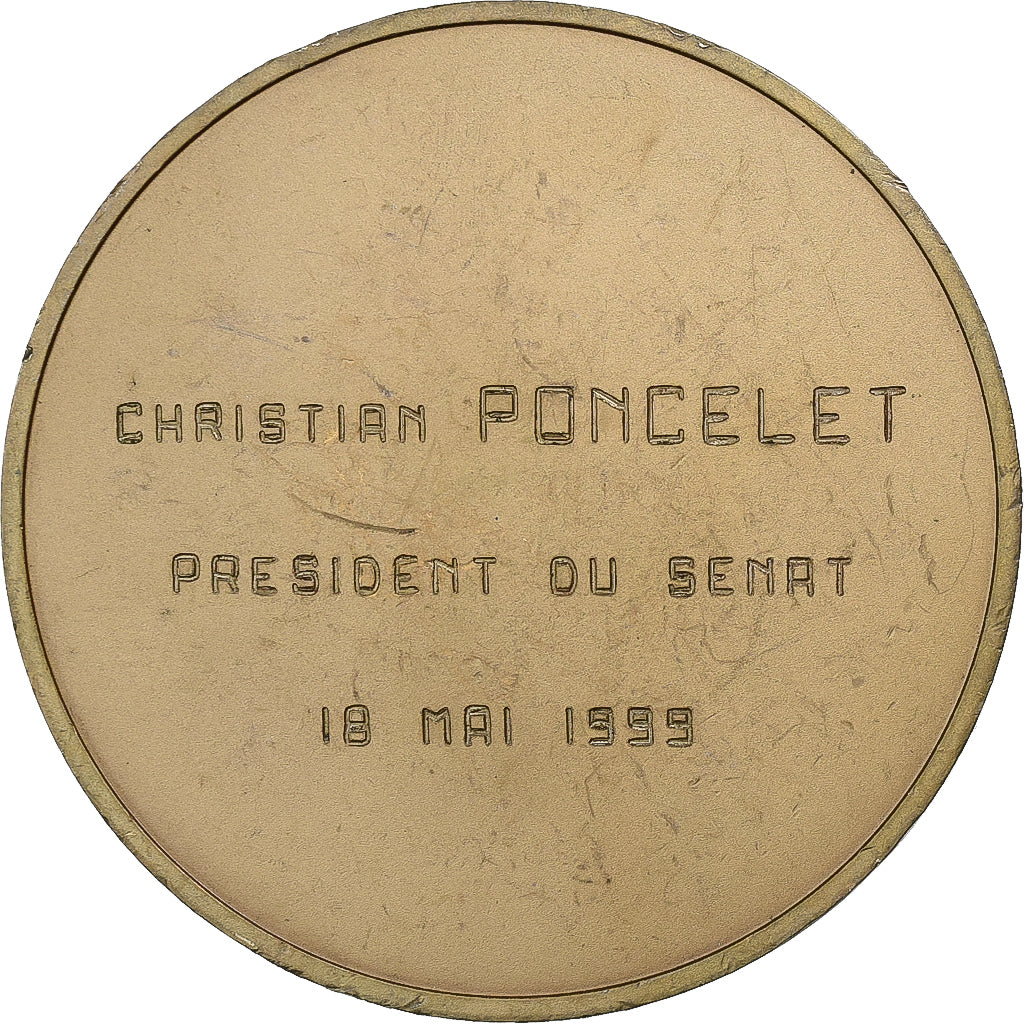 CHRISTIAN PONCELET
PRESIDENT DU SENAT
18 MAI 1999